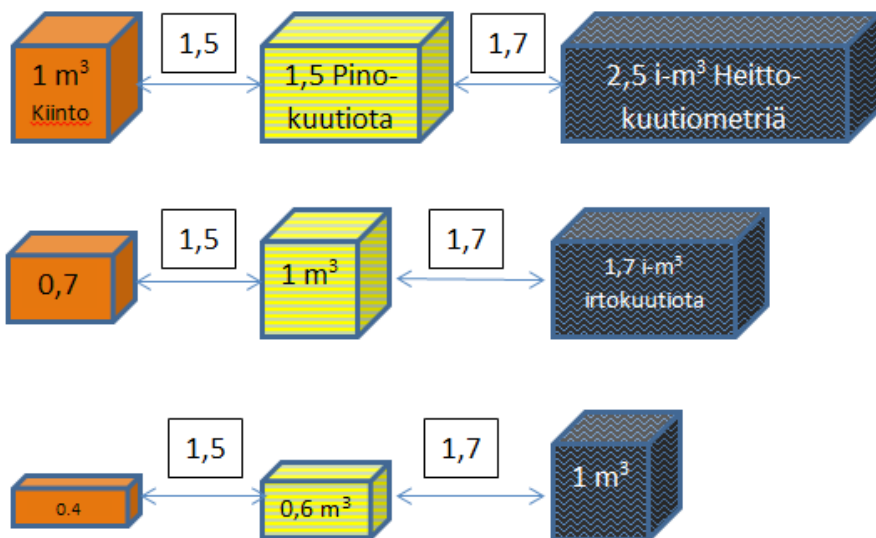 1,5
1,7
1 m³
Kiinto
1,5 Pino-
kuutiota
2,5 i-m³ Heitto-
kuutiometriä
1,5
1,7
0,7
1 m³
1,7 i-m³
irtokuutiota
1,5
1,7
0.4
0,6 m³
1 m³